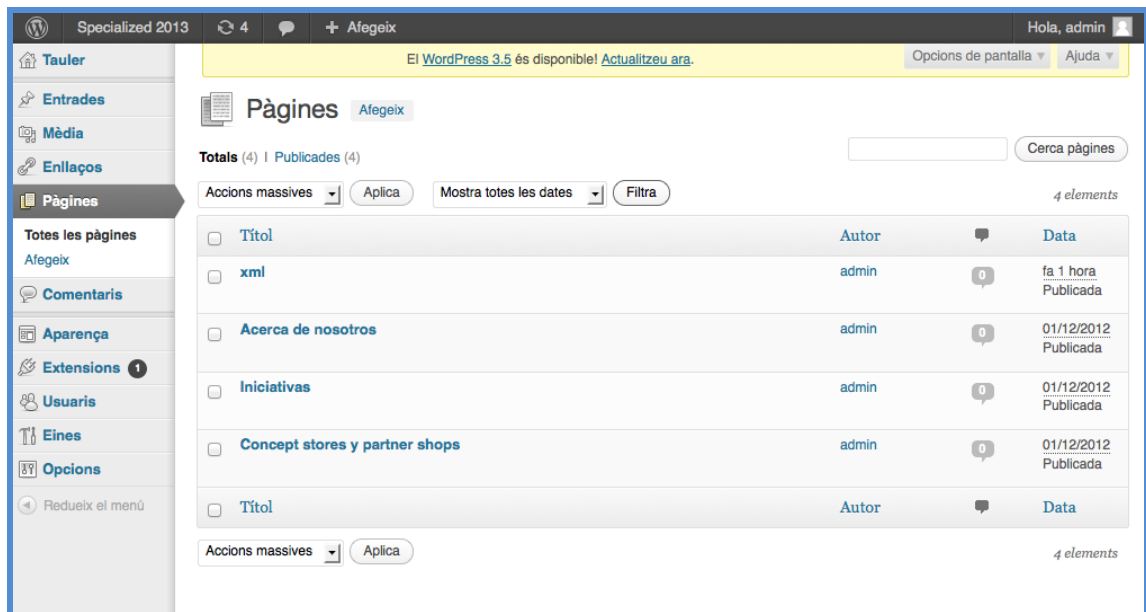 Specialized 2013 4 + Afegeix Hola, admin
El WordPress 3.5 és disponible! Actualitzeu ara.
Opcions de pantalla Ajuda
Tauler
Entrades
Mèdia
Enllaços
Pàgines
Totes les pàgines
Afegeix
Comentaris
Aparença
Extensions 1
Usuaris
Eines
Opcions
Redueix el menú
Pàgines Afegeix
Totals (4) | Publicades (4)
Cerca pàgines
Accions massives Aplica Mostra totes les dates Filtra 4 elements
Títol Autor Data
xml admin 0 fa 1 hora
Publicada
Acerca de nosotros admin 0 01/12/2012
Publicada
Iniciativas admin 0 01/12/2012
Publicada
Concept stores y partner shops admin 0 01/12/2012
Publicada
Títol Autor Data
Accions massives Aplica 4 elements